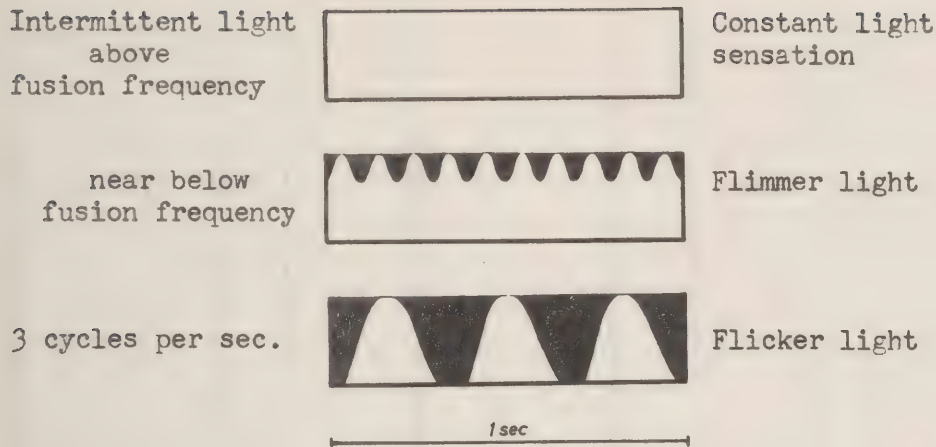 Intermittent light
above
fusion frequency
Constant light
sensation
near below
fusion frequency
Flimmer light
3 cycles per sec.
Flicker light
1 sec